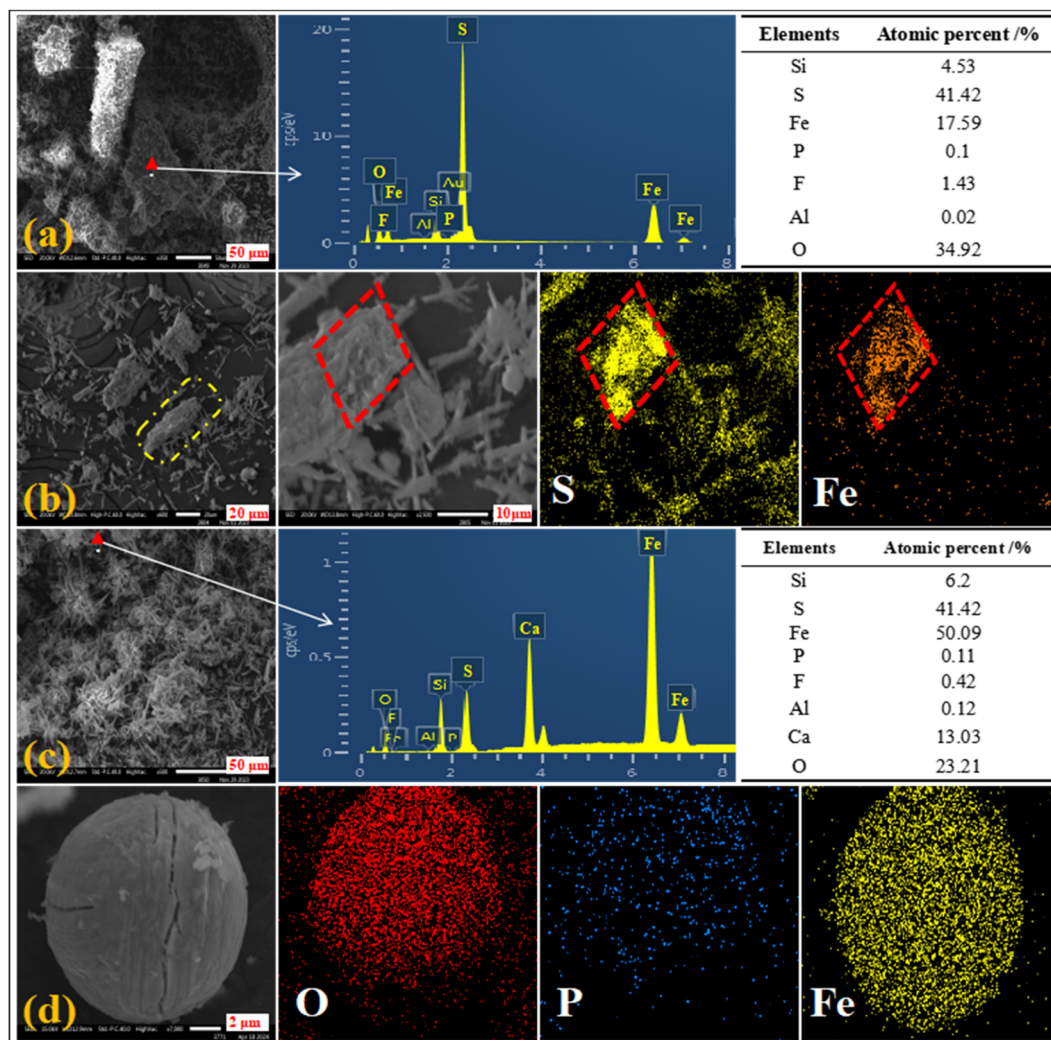 Elements Atomic percent /%
Si 4.53
S 41.42
Fe 17.59
P 0.1
F 1.43
Al 0.02
O 34.92
20
10
0
cps/eV
S
O
Fe
F
Al
Si
Au
P
Fe
Fe
0 2 4 6 8
(a)
50 μm
(b)
20 μm
10μm
S
Fe
(c)
50 μm
1
0.5
0
cps/eV
O
F
Fe
Al
Si
P
S
Ca
Fe
Fe
0 2 4 6 8
Elements Atomic percent /%
Si 6.2
S 41.42
Fe 50.09
P 0.11
F 0.42
Al 0.12
Ca 13.03
O 23.21
(d)
2 μm
O
P
Fe